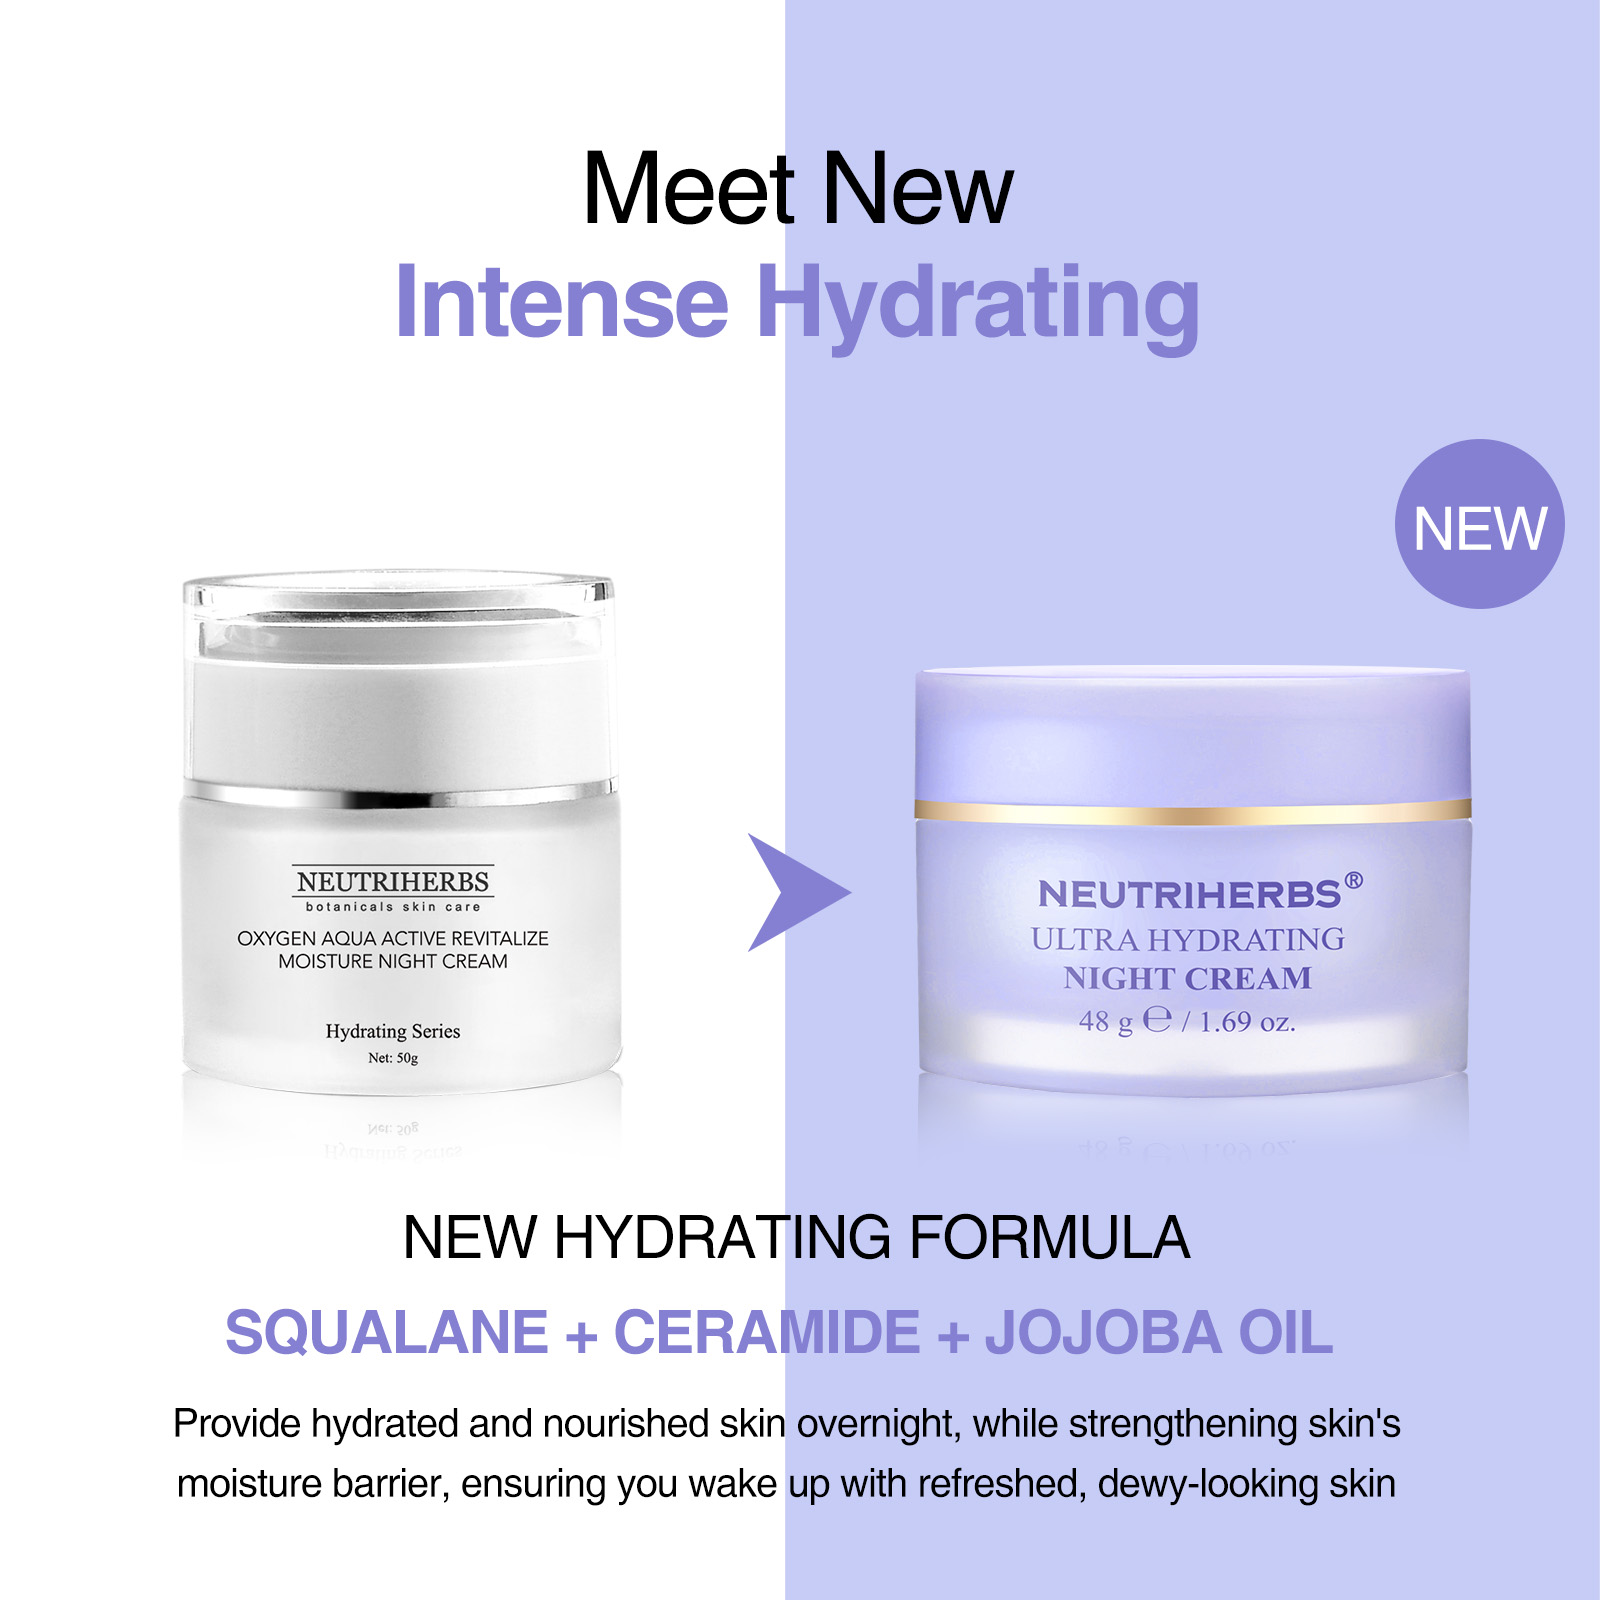 Meet New
Intense Hydrating
NEW
NEUTRIHERBS
botanicals skin care
OXYGEN AQUA ACTIVE REVITALIZE
MOISTURE NIGHT CREAM
Hydrating Series
Net: 50g
NEUTRIHERBS®
ULTRA HYDRATING
NIGHT CREAM
48 g ℮ / 1.69 oz.
NEW HYDRATING FORMULA
SQUALANE + CERAMIDE + JOJOBA OIL
Provide hydrated and nourished skin overnight, while strengthening skin's
moisture barrier, ensuring you wake up with refreshed, dewy-looking skin